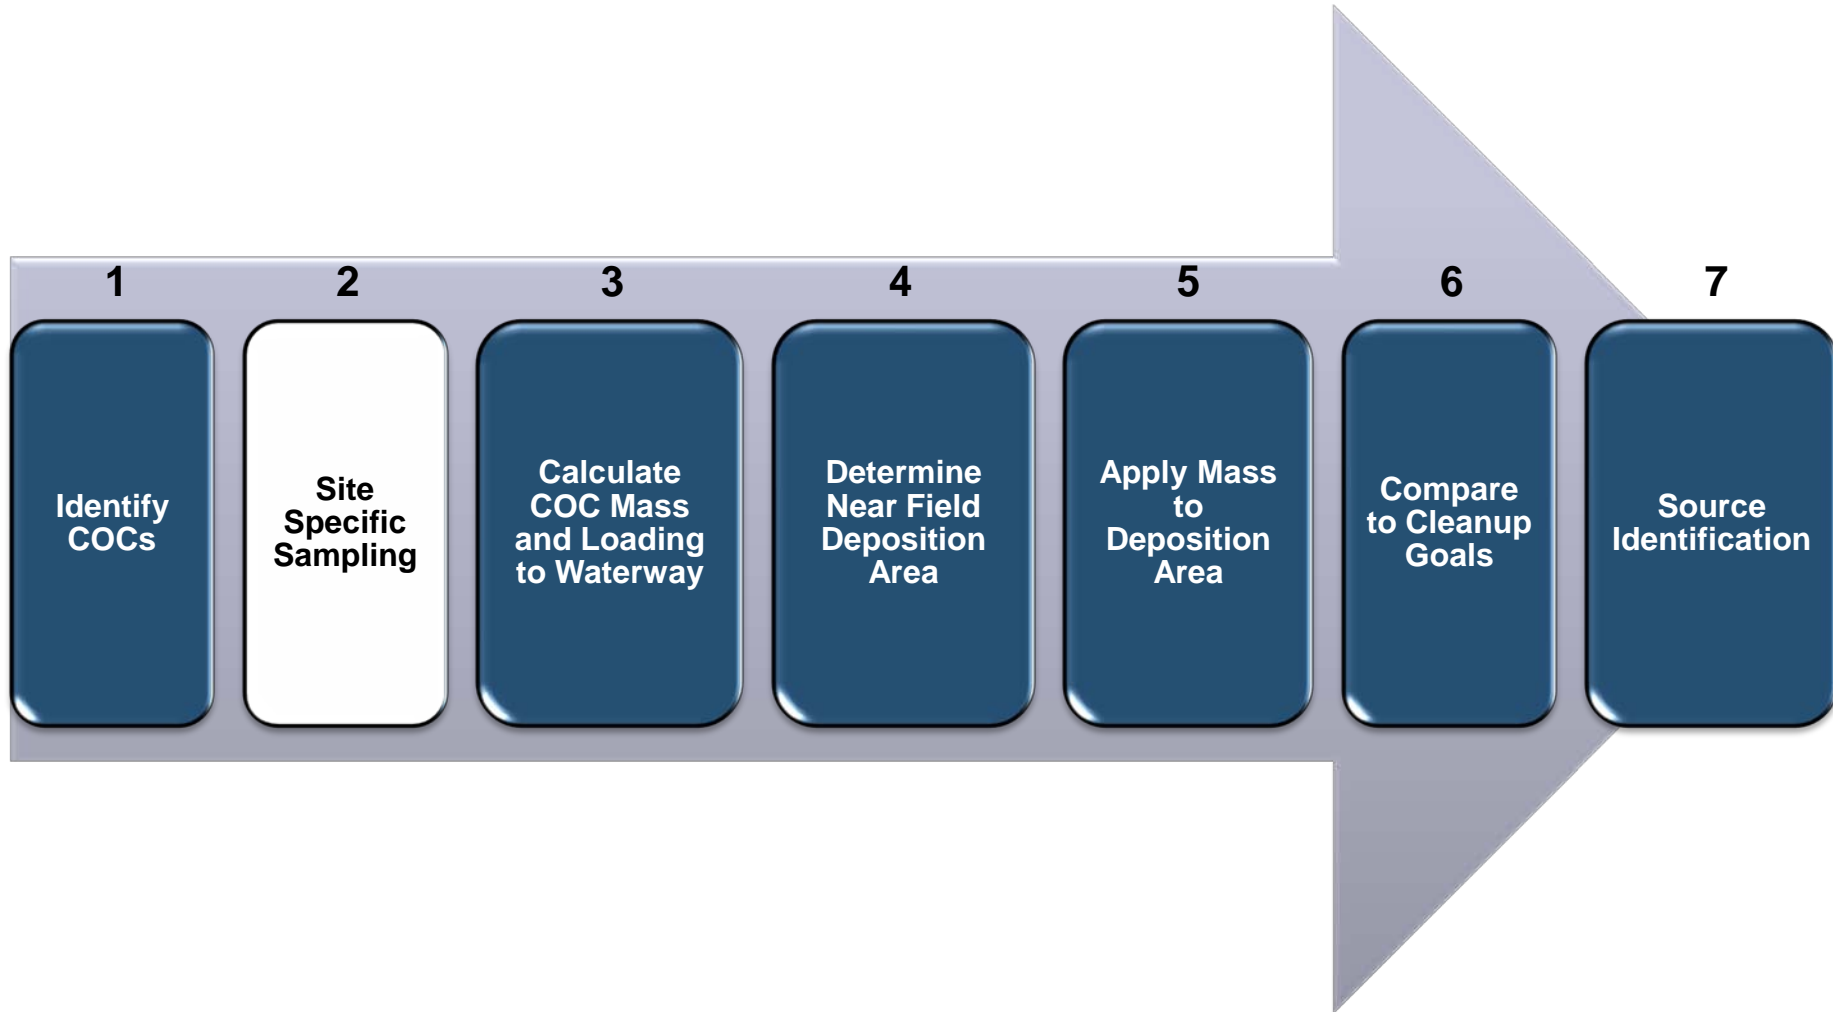 1
2
3
4
5
6
7
Identify
COCs
Site
Specific
Sampling
Calculate
COC Mass
and Loading
to Waterway
Determine
Near Field
Deposition
Area
Apply Mass
to
Deposition
Area
Compare
to Cleanup
Goals
Source
Identification